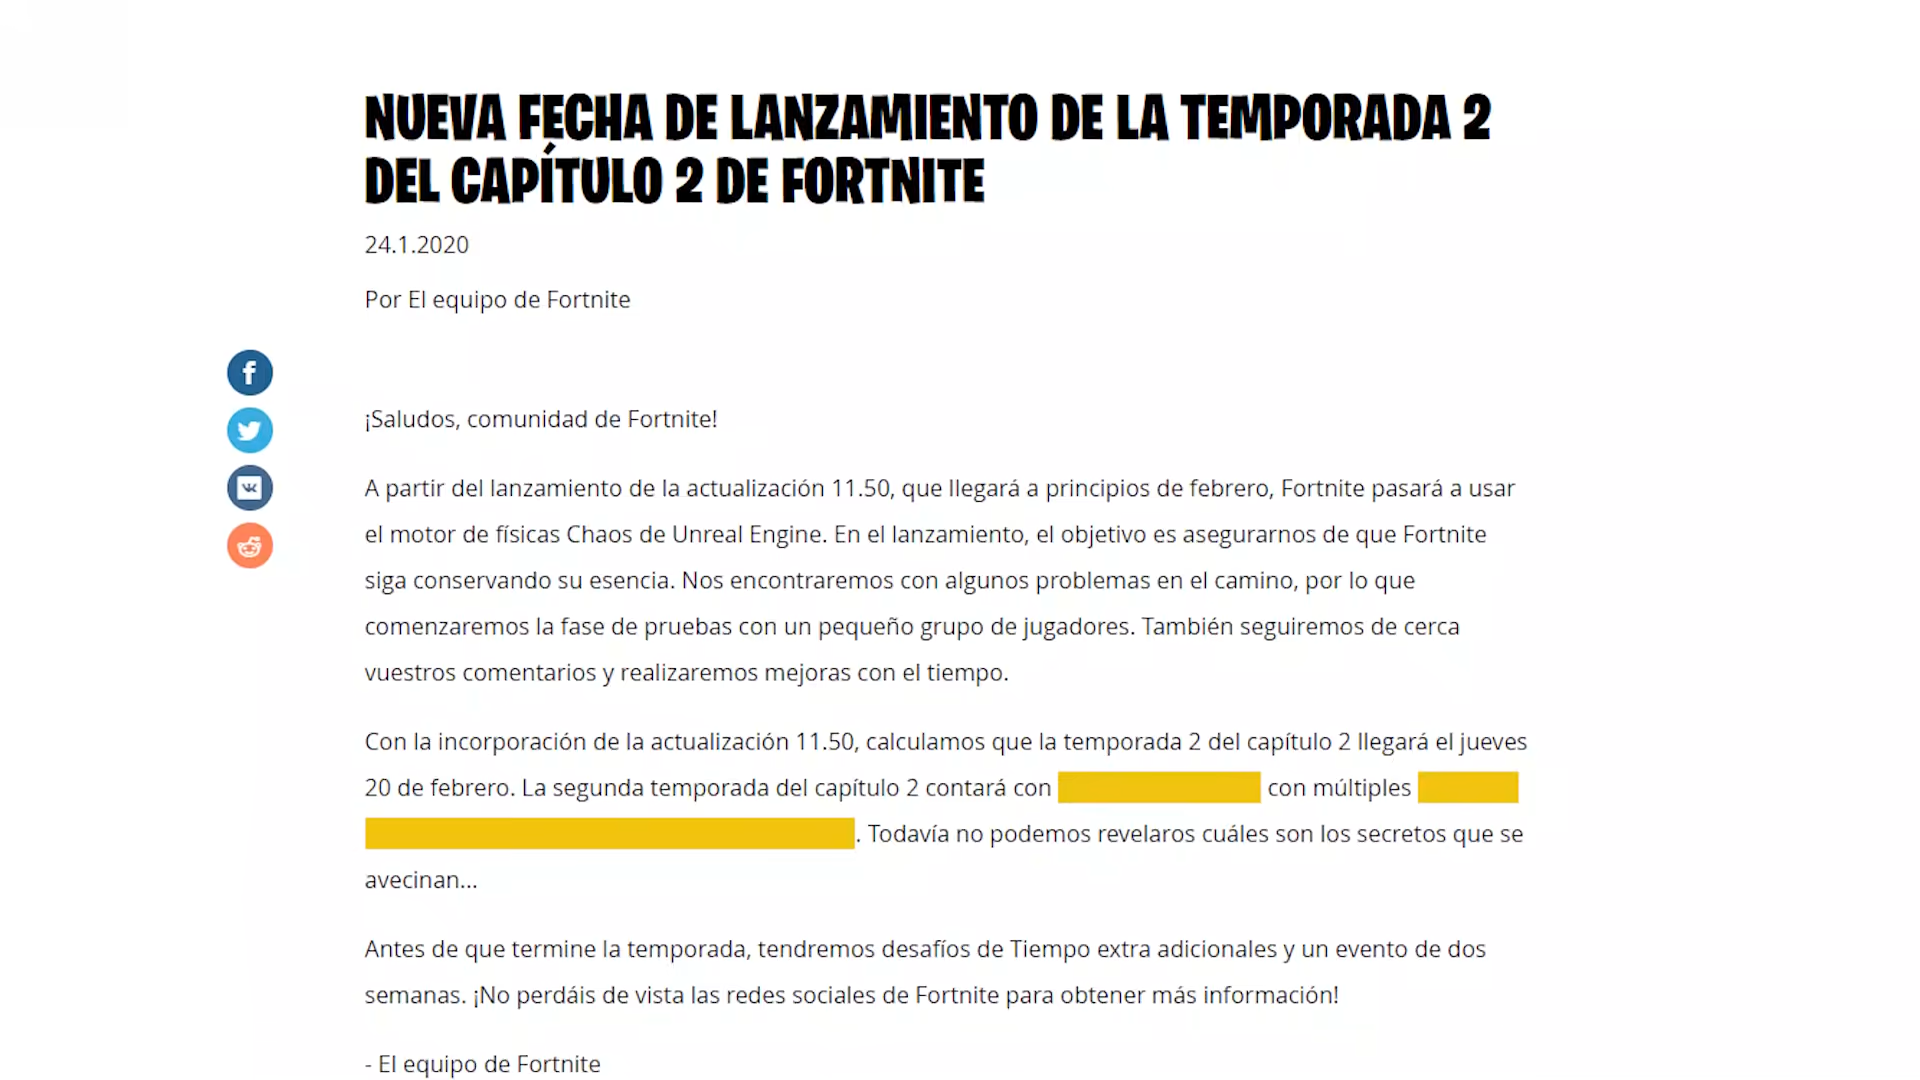 NUEVA FECHA DE LANZAMIENTO DE LA TEMPORADA 2
DEL CAPÍTULO 2 DE FORTNITE
24.1.2020
Por El equipo de Fortnite
¡Saludos, comunidad de Fortnite!
A partir del lanzamiento de la actualización 11.50, que llegará a principios de febrero, Fortnite pasará a usar
el motor de físicas Chaos de Unreal Engine. En el lanzamiento, el objetivo es asegurarnos de que Fortnite
siga conservando su esencia. Nos encontraremos con algunos problemas en el camino, por lo que
comenzaremos la fase de pruebas con un pequeño grupo de jugadores. También seguiremos de cerca
vuestros comentarios y realizaremos mejoras con el tiempo.
Con la incorporación de la actualización 11.50, calculamos que la temporada 2 del capítulo 2 llegará el jueves
20 de febrero. La segunda temporada del capítulo 2 contará con con múltiples
. Todavía no podemos revelaros cuáles son los secretos que se
avecinan...
Antes de que termine la temporada, tendremos desafíos de Tiempo extra adicionales y un evento de dos
semanas. ¡No perdáis de vista las redes sociales de Fortnite para obtener más información!
- El equipo de Fortnite